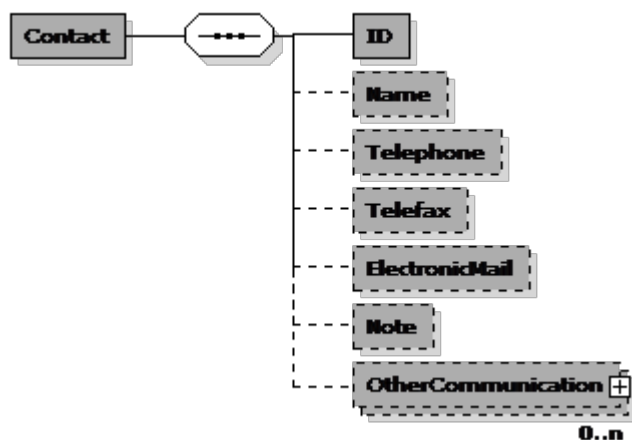 Contact
ID
Name
Telephone
Telefax
ElectronicMail
Note
OtherCommunication
0..n